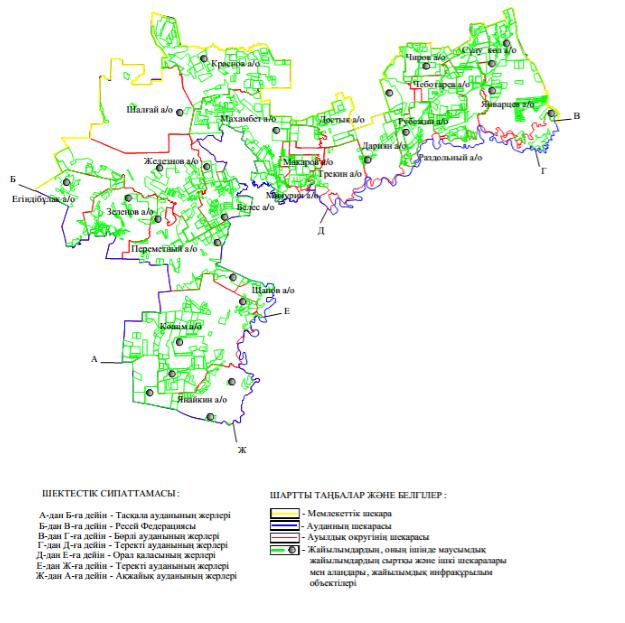 Краснов а/о
Сулу көл а/о
Чиров а/о
Чеботарев а/о
Январцев а/о
В
Шалғай а/о
Махамбет а/о
Достык а/о
Рубежин а/о
Дариян а/о
Раздольный а/о
Г
Железнов а/о
Макаров а/о
Трекин а/о
Мичурин а/о
Б
Егіндібұлақ а/о
Зеленов а/о
Белес а/о
Д
Переметный а/о
Щапов а/о
Е
А
Янайкин а/о
Ж
ШЕКТЕСТІК СИПАТТАМАСЫ :
А-дан Б-ға дейін - Тасқала ауданының жерлері
Б-дан В-ға дейін - Ресей Федерациясы
В-дан Г-ға дейін - Бөрлі ауданының жерлері
Г-дан Д-ға дейін - Теректі ауданының жерлері
Д-дан Е-ға дейін - Орал қаласының жерлері
Е-дан Ж-ға дейін - Теректі ауданының жерлері
Ж-дан А-ға дейін - Ақжайық ауданының жерлері
ШАРТТЫ ТАҢБАЛАР ЖӘНЕ БЕЛГІЛЕР :
- Мемлекеттік шекара
- Ауданның шекарасы
- Ауылдық округінің шекарасы
- Жайылымдардың, оның ішінде маусымдық
жайылымдардың сыртқы және ішкі шекаралары
мен алаңдары, жайылымдық инфрақұрылым
объектілері